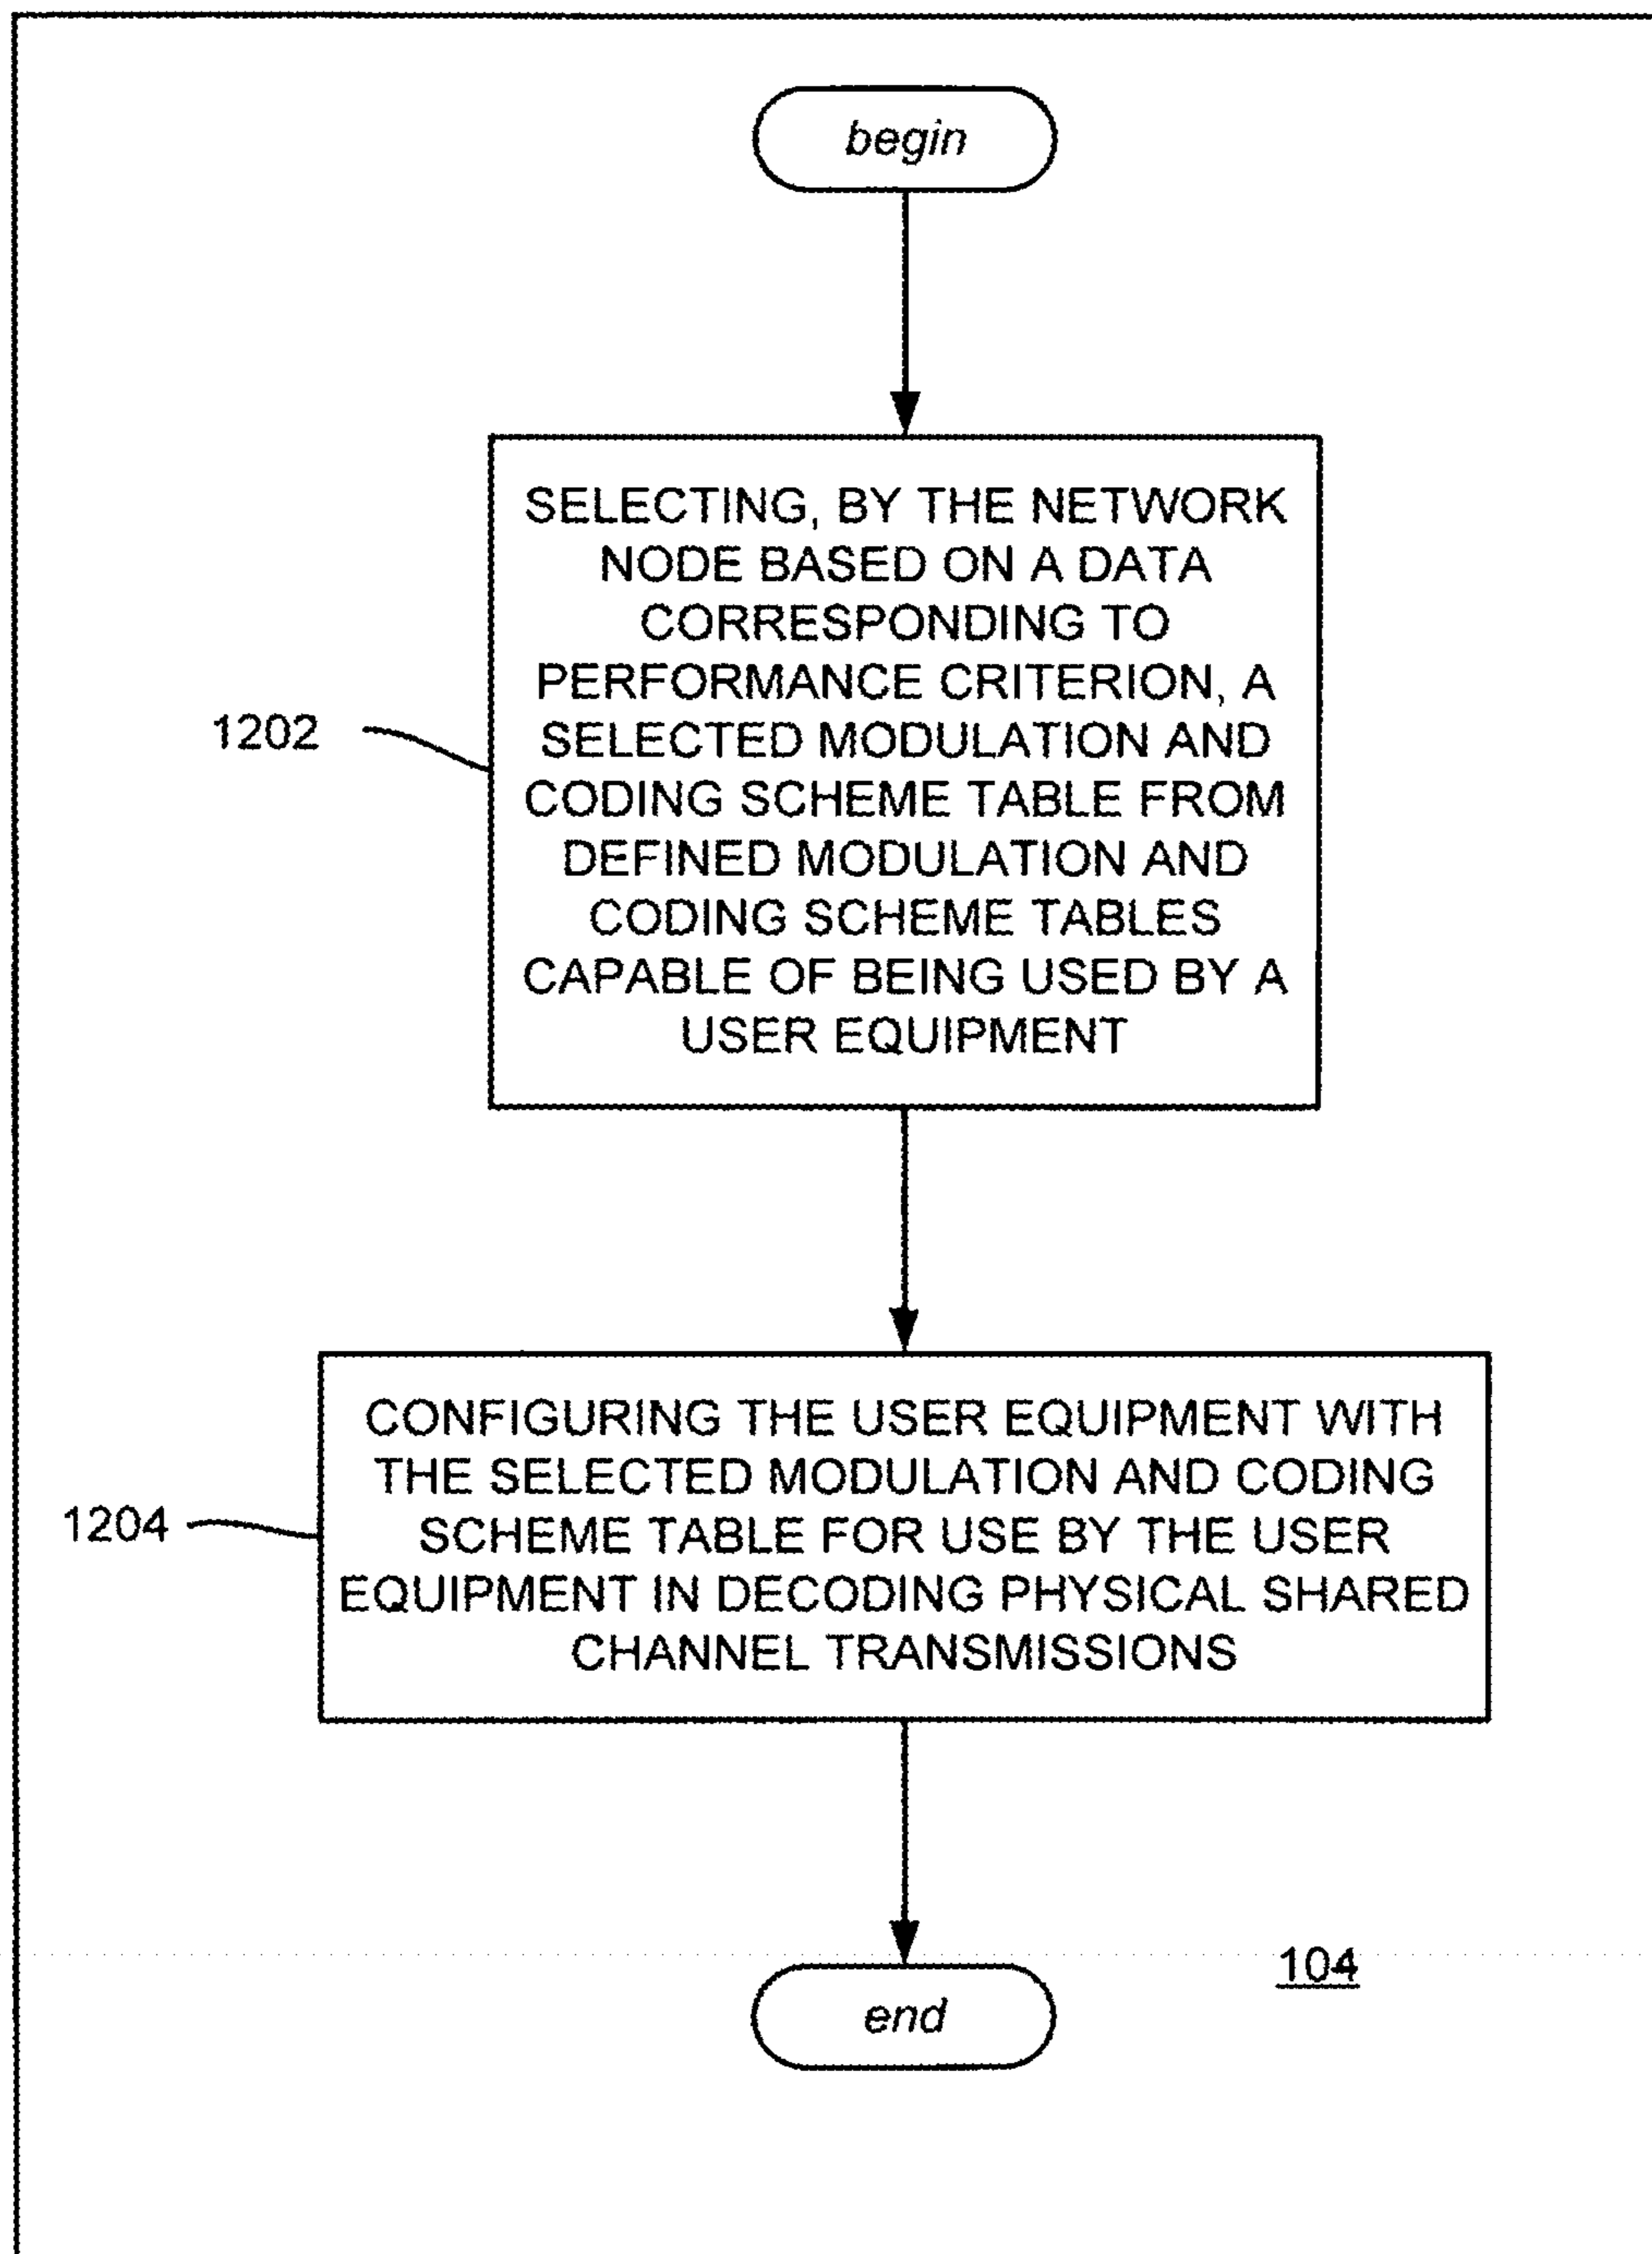 begin
SELECTING, BY THE NETWORK
NODE BASED ON A DATA
CORRESPONDING TO
PERFORMANCE CRITERION, A
SELECTED MODULATION AND
CODING SCHEME TABLE FROM
DEFINED MODULATION AND
CODING SCHEME TABLES
CAPABLE OF BEING USED BY A
USER EQUIPMENT
1202
CONFIGURING THE USER EQUIPMENT WITH
THE SELECTED MODULATION AND CODING
SCHEME TABLE FOR USE BY THE USER
EQUIPMENT IN DECODING PHYSICAL SHARED
CHANNEL TRANSMISSIONS
1204
104
end